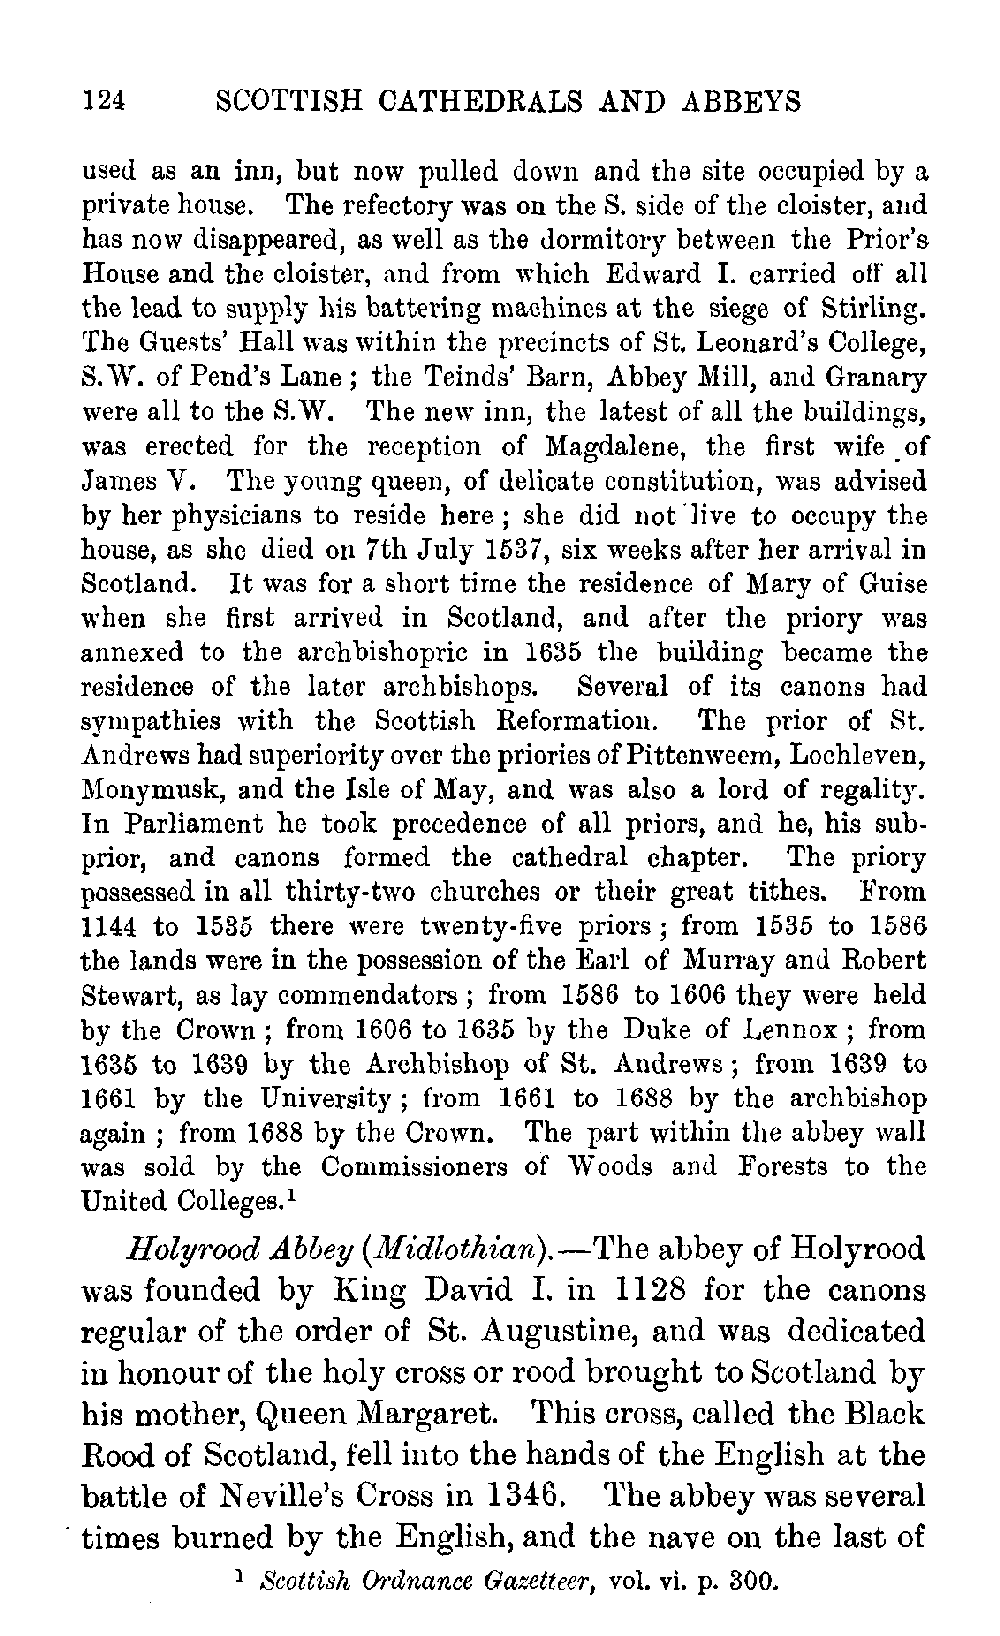 124 SCOTTISH CATHEDRALS AND ABBEYS
used as an inn, but now pulled down and the site occupied by a
private house. The refectory was on the S. side of the cloister, and
has now disappeared, as well as the dormitory between the Prior's
House and the cloister, and from which Edward I. carried off all
the lead to supply his battering machines at the siege of Stirling.
The Guests' Hall was within the precincts of St. Leonard's College,
S.W. of Pend's Lane; the Teinds' Barn, Abbey Mill, and Granary
were all to the S.W. The new inn, the latest of all the buildings,
was erected for the reception of Magdalene, the first wife of
James V. The young queen, of delicate constitution, was advised
by her physicians to reside here; she did not live to occupy the
house, as she died on 7th July 1537, six weeks after her arrival in
Scotland. It was for a short time the residence of Mary of Guise
when she first arrived in Scotland, and after the priory was
annexed to the archbishopric in 1635 the building became the
residence of the later archbishops. Several of its canons had
sympathies with the Scottish Reformation. The prior of St.
Andrews had superiority over the priories of Pittenweem, Lochleven,
Monymusk, and the Isle of May, and was also a lord of regality.
In Parliament he took precedence of all priors, and he, his sub-
prior, and canons formed the cathedral chapter. The priory
possessed in all thirty-two churches or their great tithes. From
1144 to 1535 there were twenty-five priors; from 1535 to 1586
the lands were in the possession of the Earl of Murray and Robert
Stewart, as lay commendators; from 1586 to 1606 they were held
by the Crown; from 1606 to 1635 by the Duke of Lennox; from
1635 to 1639 by the Archbishop of St. Andrews; from 1639 to
1661 by the University; from 1661 to 1688 by the archbishop
again; from 1688 by the Crown. The part within the abbey wall
was sold by the Commissioners of Woods and Forests to the
United Colleges.¹
Holyrood Abbey (Midlothian).—The abbey of Holyrood
was founded by King David I. in 1128 for the canons
regular of the order of St. Augustine, and was dedicated
in honour of the holy cross or rood brought to Scotland by
his mother, Queen Margaret. This cross, called the Black
Rood of Scotland, fell into the hands of the English at the
battle of Neville's Cross in 1346. The abbey was several
times burned by the English, and the nave on the last of
¹ Scottish Ordnance Gazetteer, vol. vi. p. 300.